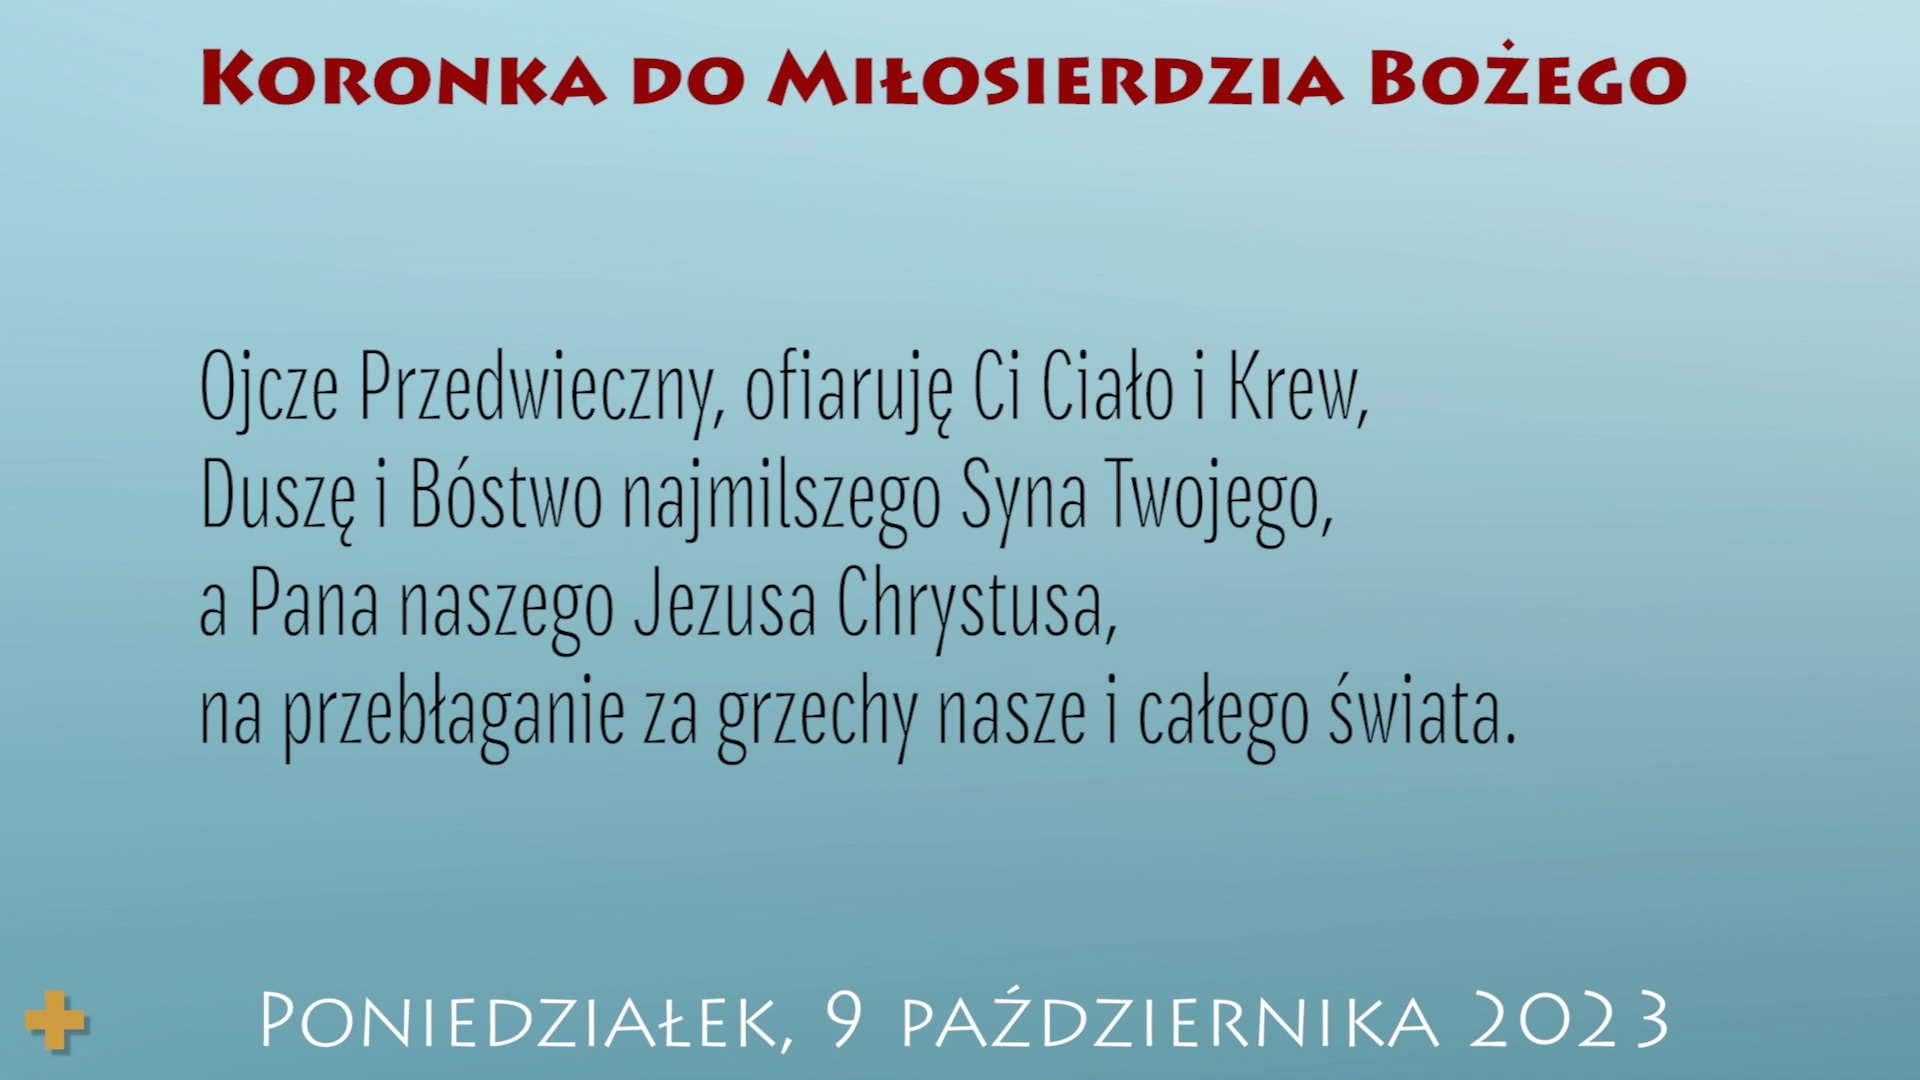 Koronka do Miłosierdzia Bożego
Ojcze Przedwieczny, ofiaruję Ci Ciało i Krew,
Duszę i Bóstwo najmilszego Syna Twojego,
a Pana naszego Jezusa Chrystusa,
na przebłaganie za grzechy nasze i całego świata.
Poniedziałek, 9 października 2023